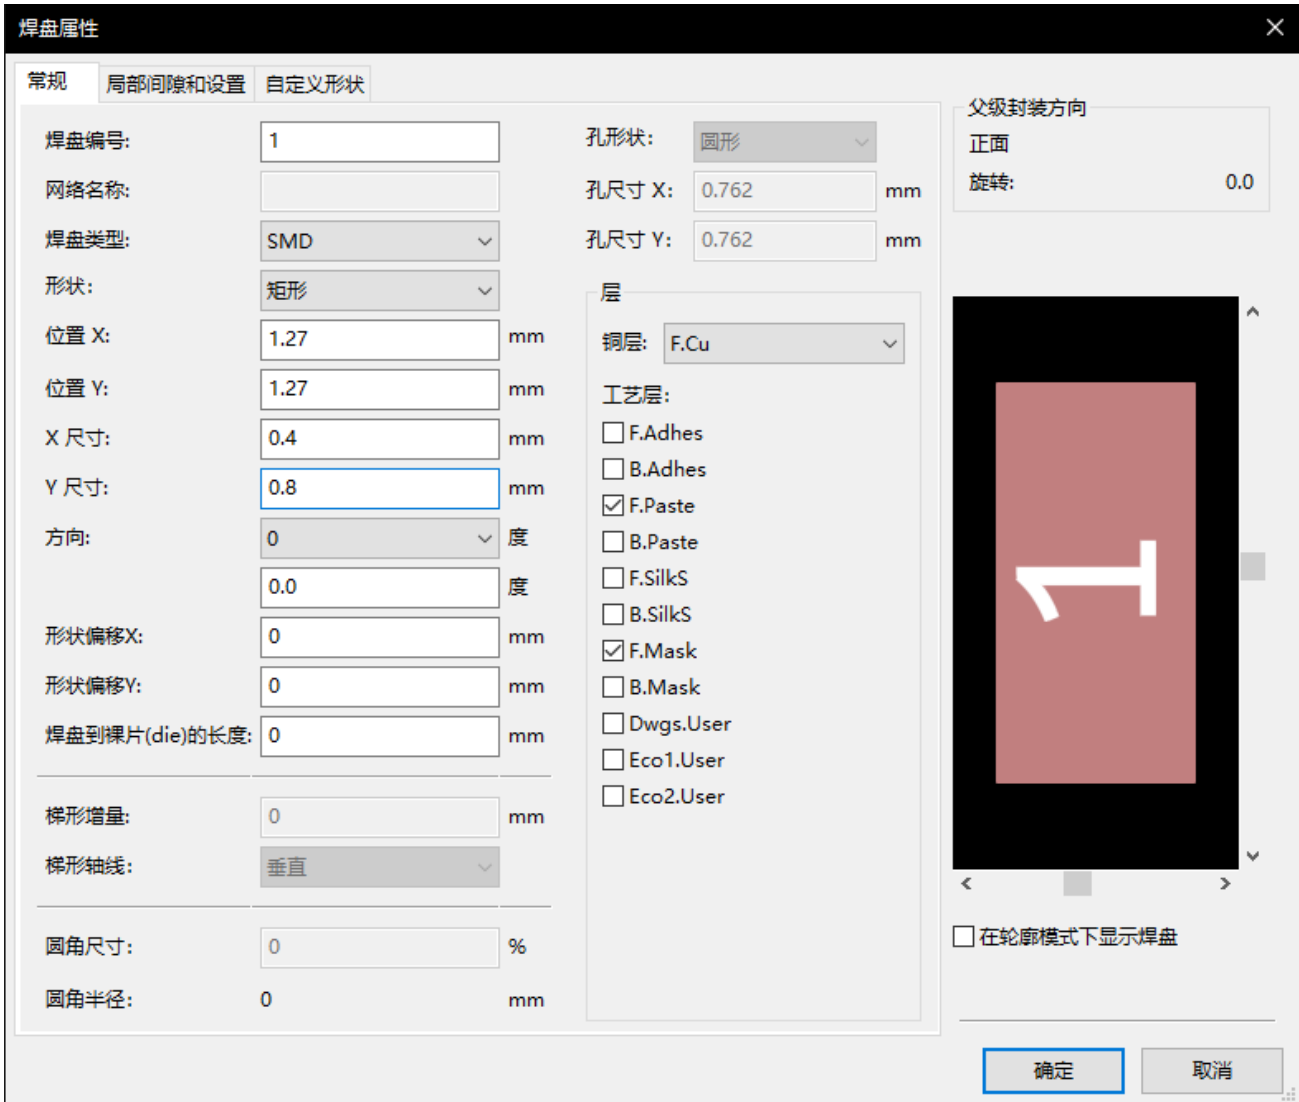 焊盘属性
常规 局部间隙和设置 自定义形状
焊盘编号: 1
网络名称:
焊盘类型: SMD
形状: 矩形
位置 X: 1.27 mm
位置 Y: 1.27 mm
X 尺寸: 0.4 mm
Y 尺寸: 0.8 mm
方向: 0 度
0.0 度
形状偏移X: 0 mm
形状偏移Y: 0 mm
焊盘到裸片(die)的长度: 0 mm
梯形增量: 0 mm
梯形轴线: 垂直
圆角尺寸: 0 %
圆角半径: 0 mm
孔形状: 圆形
孔尺寸 X: 0.762 mm
孔尺寸 Y: 0.762 mm
层
铜层: F.Cu
工艺层:
F.Adhes
B.Adhes
F.Paste
B.Paste
F.SilkS
B.SilkS
F.Mask
B.Mask
Dwgs.User
Eco1.User
Eco2.User
父级封装方向
正面
旋转: 0.0
1
在轮廓模式下显示焊盘
确定 取消